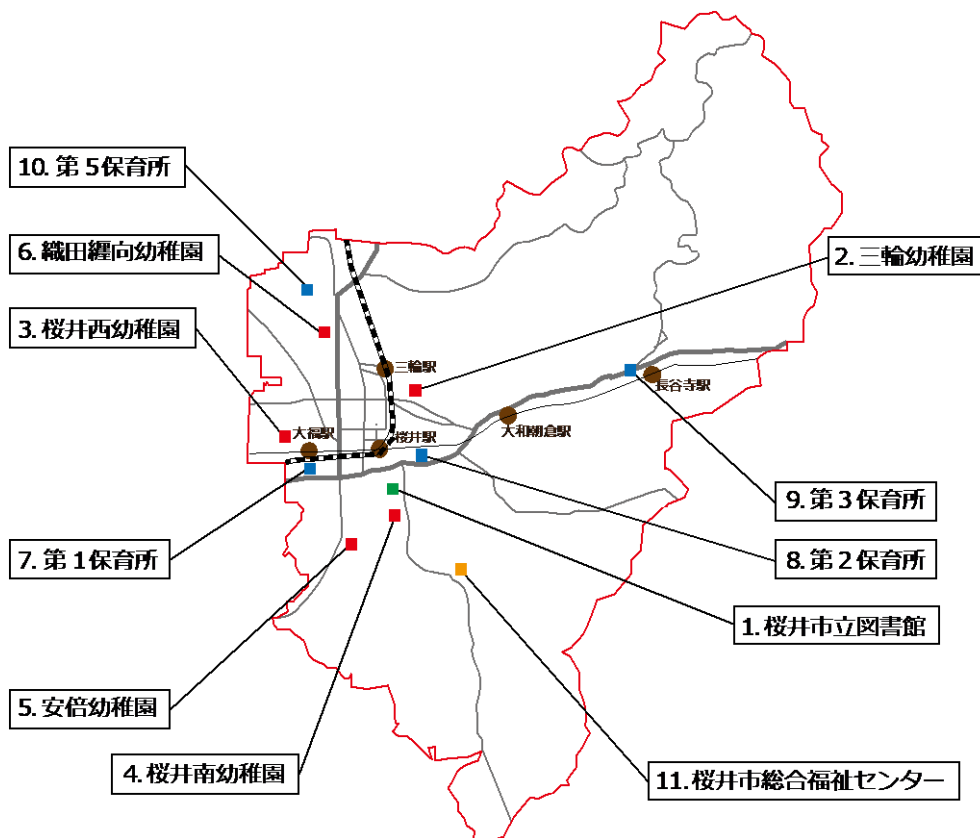 10. 第5保育所
6. 織田纒向幼稚園
2. 三輪幼稚園
3. 桜井西幼稚園
三輪駅
長谷寺駅
大和朝倉駅
大福駅
桜井駅
9. 第3保育所
7. 第1保育所
8. 第2保育所
1. 桜井市立図書館
5. 安倍幼稚園
4. 桜井南幼稚園
11. 桜井市総合福祉センター